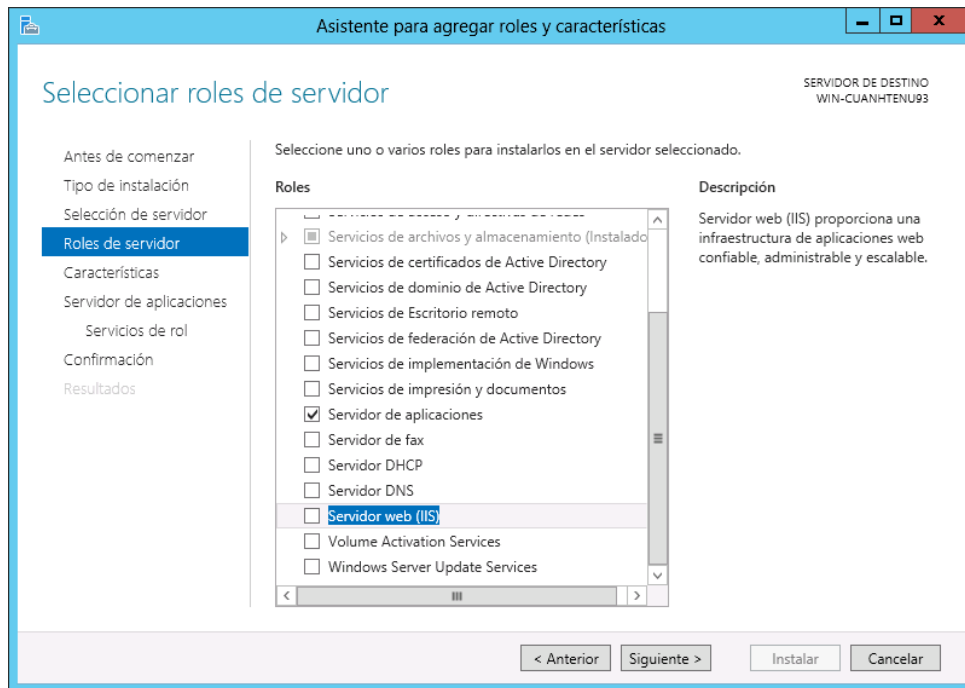 Asistente para agregar roles y características
Seleccionar roles de servidor
SERVIDOR DE DESTINO
WIN-CUANHTENU93
Antes de comenzar
Tipo de instalación
Selección de servidor
Roles de servidor
Características
Servidor de aplicaciones
Servicios de rol
Confirmación
Resultados
Seleccione uno o varios roles para instalarlos en el servidor seleccionado.
Roles
Servicios de acceso y directivas de redes
Servicios de archivos y almacenamiento (Instalado
Servicios de certificados de Active Directory
Servicios de dominio de Active Directory
Servicios de Escritorio remoto
Servicios de federación de Active Directory
Servicios de implementación de Windows
Servicios de impresión y documentos
Servidor de aplicaciones
Servidor de fax
Servidor DHCP
Servidor DNS
Servidor web (IIS)
Volume Activation Services
Windows Server Update Services
Descripción
Servidor web (IIS) proporciona una
infraestructura de aplicaciones web
confiable, administrable y escalable.
< Anterior
Siguiente >
Instalar
Cancelar